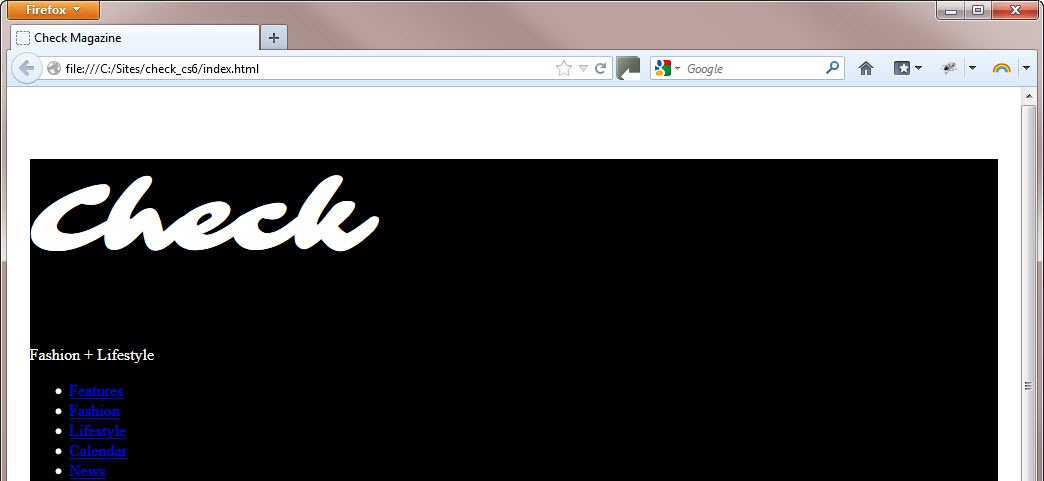 Firefox
Check Magazine
file:///C:/Sites/check_cs6/index.html
Google
Check
Fashion + Lifestyle
Features
Fashion
Lifestyle
Calendar
News